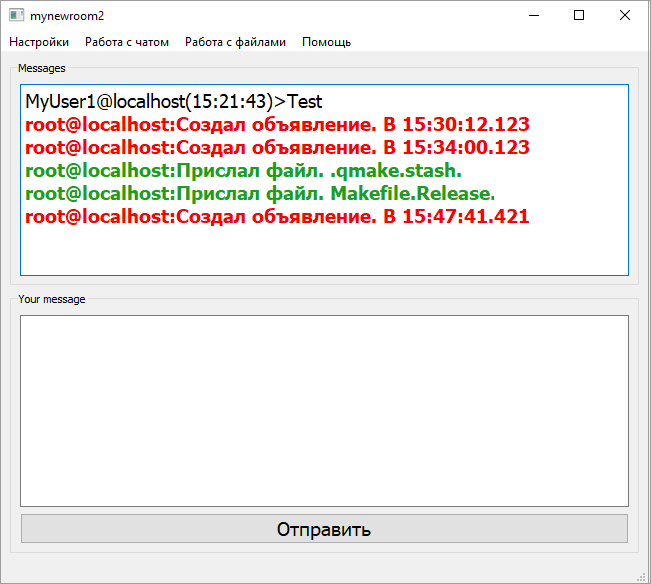 mynewroom2
Настройки Работа с чатом Работа с файлами Помощь
Messages
MyUser1@localhost(15:21:43)>Test
root@localhost:Создал объявление. В 15:30:12.123
root@localhost:Создал объявление. В 15:34:00.123
root@localhost:Прислал файл. .qmake.stash.
root@localhost:Прислал файл. Makefile.Release.
root@localhost:Создал объявление. В 15:47:41.421
Your message
Отправить